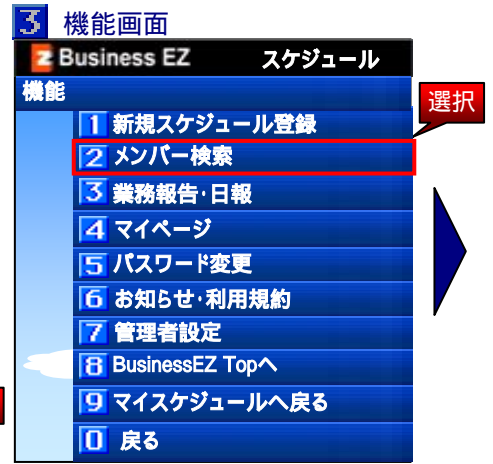 3 機能画面
Business EZ スケジュール
機能
選択
1 新規スケジュール登録
2 メンバー検索
3 業務報告・日報
4 マイページ
5 パスワード変更
6 お知らせ・利用規約
7 管理者設定
8 BusinessEZ Topへ
9 マイスケジュールへ戻る
0 戻る